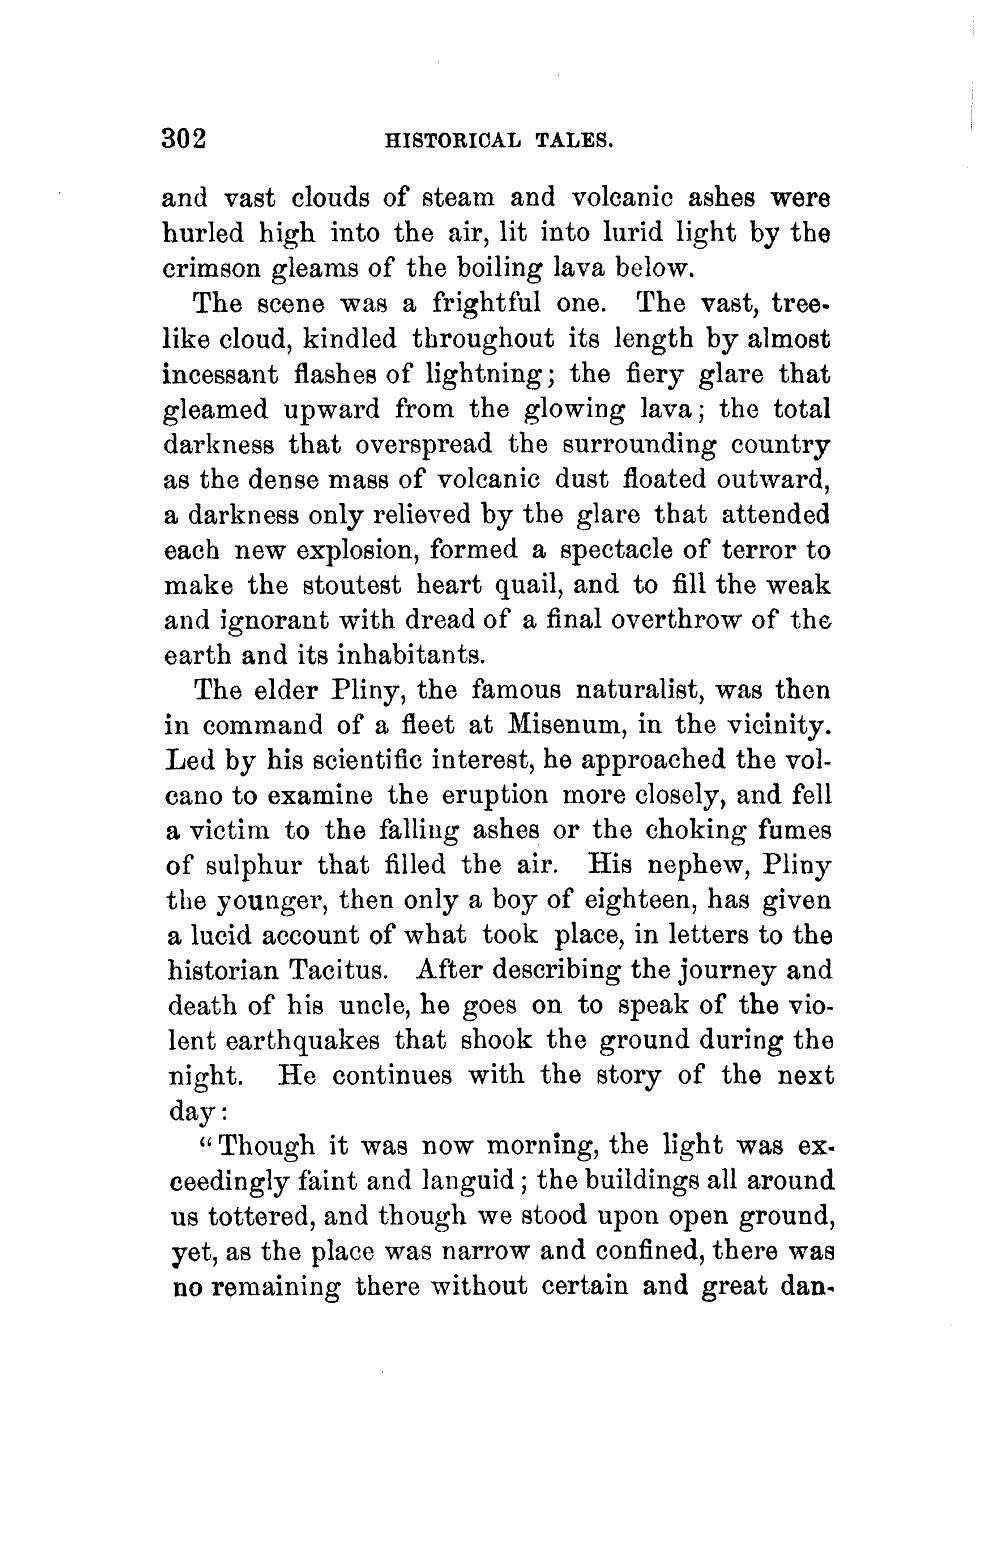 302 HISTORICAL TALES.
and vast clouds of steam and volcanic ashes were
hurled high into the air, lit into lurid light by the
crimson gleams of the boiling lava below.
The scene was a frightful one. The vast, tree-
like cloud, kindled throughout its length by almost
incessant flashes of lightning; the fiery glare that
gleamed upward from the glowing lava; the total
darkness that overspread the surrounding country
as the dense mass of volcanic dust floated outward,
a darkness only relieved by the glare that attended
each new explosion, formed a spectacle of terror to
make the stoutest heart quail, and to fill the weak
and ignorant with dread of a final overthrow of the
earth and its inhabitants.
The elder Pliny, the famous naturalist, was then
in command of a fleet at Misenum, in the vicinity.
Led by his scientific interest, he approached the vol-
cano to examine the eruption more closely, and fell
a victim to the falling ashes or the choking fumes
of sulphur that filled the air. His nephew, Pliny
the younger, then only a boy of eighteen, has given
a lucid account of what took place, in letters to the
historian Tacitus. After describing the journey and
death of his uncle, he goes on to speak of the vio-
lent earthquakes that shook the ground during the
night. He continues with the story of the next
day:
“Though it was now morning, the light was ex-
ceedingly faint and languid; the buildings all around
us tottered, and though we stood upon open ground,
yet, as the place was narrow and confined, there was
no remaining there without certain and great dan-